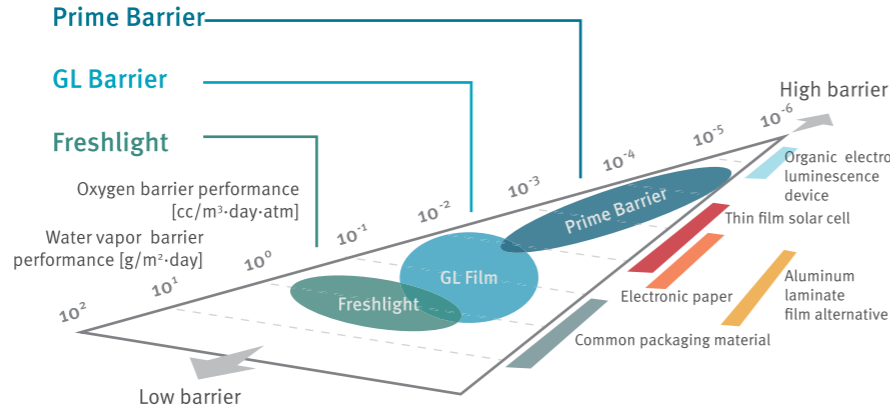 Prime Barrier
GL Barrier
Freshlight
High barrier
10⁻⁶
10⁻⁵
10⁻⁴
10⁻³
10⁻²
10⁻¹
10⁰
10¹
10²
Oxygen barrier performance
[cc/m³·day·atm]
Water vapor barrier
performance [g/m²·day]
Prime Barrier
GL Film
Freshlight
Organic electro
luminescence
device
Thin film solar cell
Electronic paper
Aluminum
laminate
film alternative
Common packaging material
Low barrier